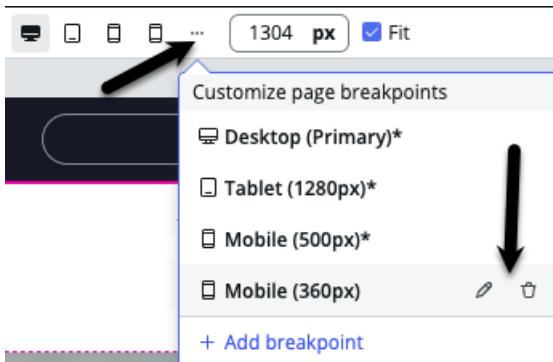 1304 px Fit
Customize page breakpoints
Desktop (Primary)*
Tablet (1280px)*
Mobile (500px)*
Mobile (360px)
+ Add breakpoint